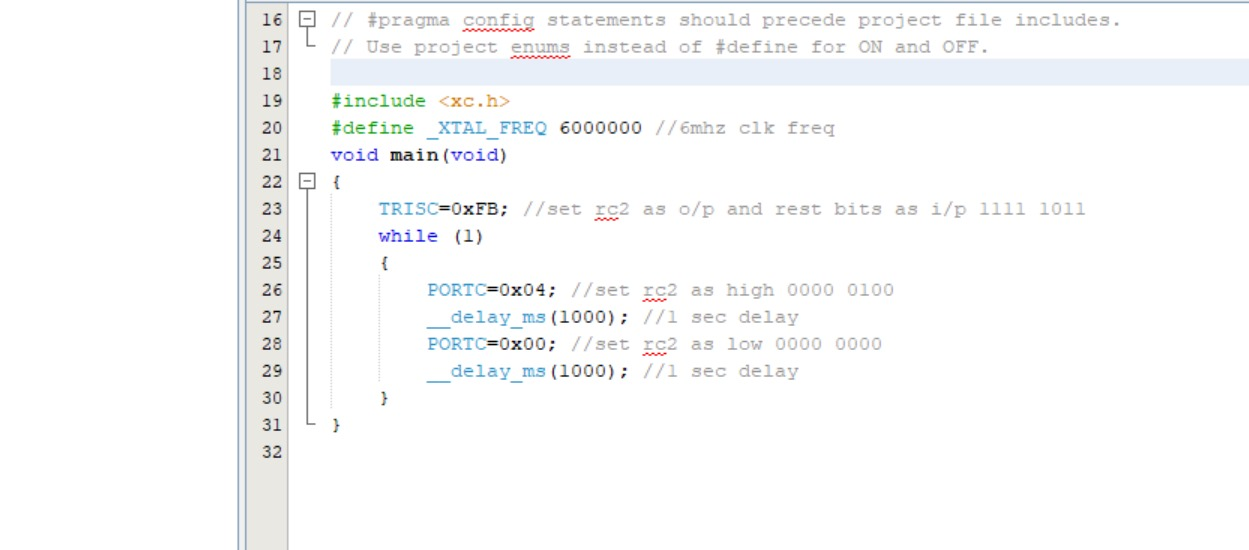 16 // #pragma config statements should precede project file includes.
17 // Use project enums instead of #define for ON and OFF.
18
19 #include <xc.h>
20 #define _XTAL_FREQ 6000000 //6mhz clk freq
21 void main(void)
22 {
23 TRISC=0xFB; //set rc2 as o/p and rest bits as i/p 1111 1011
24 while (1)
25 {
26 PORTC=0x04; //set rc2 as high 0000 0100
27 __delay_ms(1000); //1 sec delay
28 PORTC=0x00; //set rc2 as low 0000 0000
29 __delay_ms(1000); //1 sec delay
30 }
31 }
32